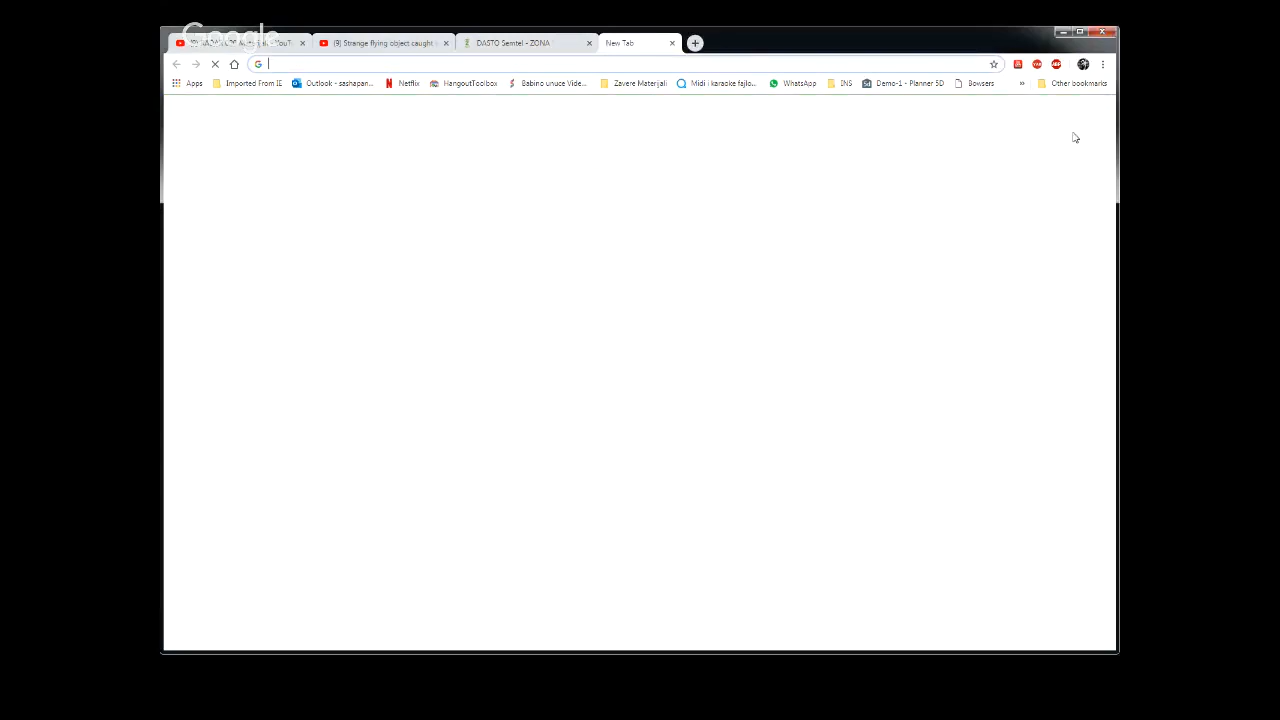 Google
(9) Strange flying object caught
DASTO Semtel - ZONA
New Tab
Apps
Imported From IE
Outlook - sashapan...
Netflix
HangoutToolbox
Babino unuce Vide...
Zavere Materijali
Midi i karaoke fajlo...
WhatsApp
INS
Demo-1 - Planner 5D
Bowsers
»
Other bookmarks